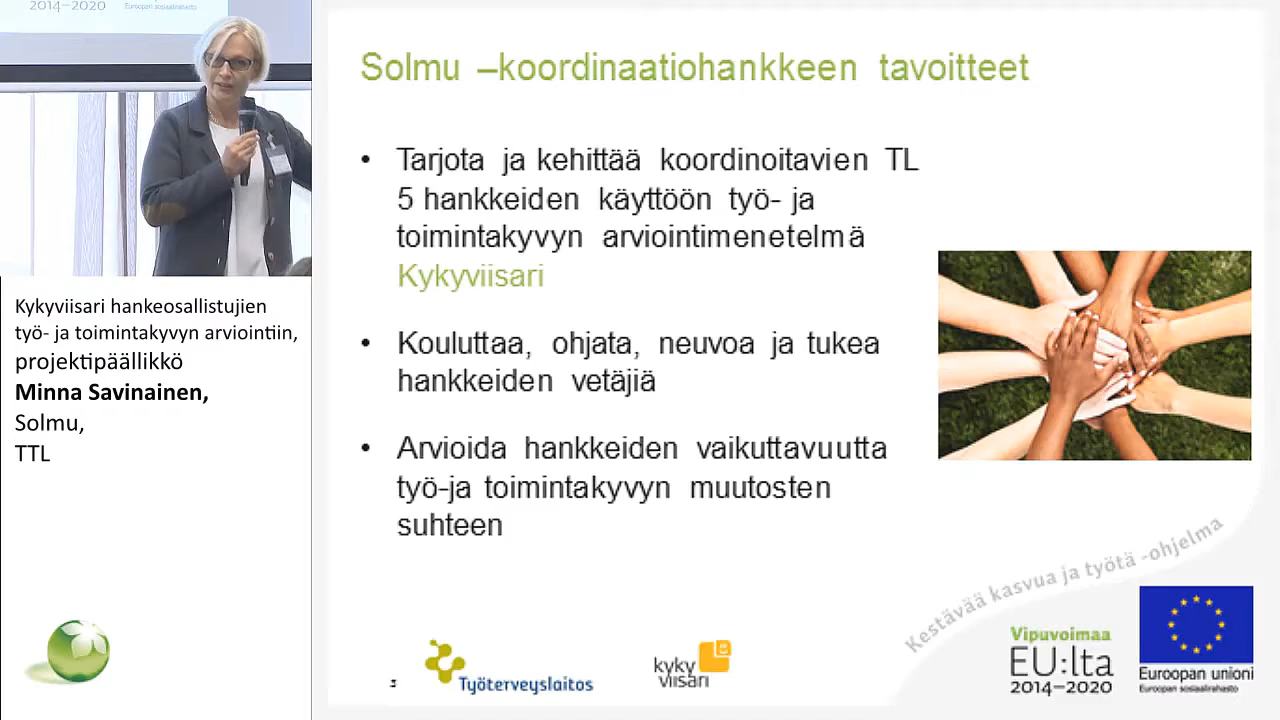 2014–2020
Euroopan sosiaalirahasto
Kykyviisari hankeosallistujien
työ- ja toimintakyvyn arviointiin,
projektipäällikkö
Minna Savinainen,
Solmu,
TTL
Solmu –koordinaatiohankkeen tavoitteet
• Tarjota ja kehittää koordinoitavien TL
5 hankkeiden käyttöön työ- ja
toimintakyvyn arviointimenetelmä
Kykyviisari
• Kouluttaa, ohjata, neuvoa ja tukea
hankkeiden vetäjiä
• Arvioida hankkeiden vaikuttavuutta
työ-ja toimintakyvyn muutosten
suhteen
Kestävää kasvua ja työtä -ohjelma
3
Työterveyslaitos
kyky
viisari
Vipuvoimaa
EU:lta
2014–2020
Euroopan unioni
Euroopan sosiaalirahasto